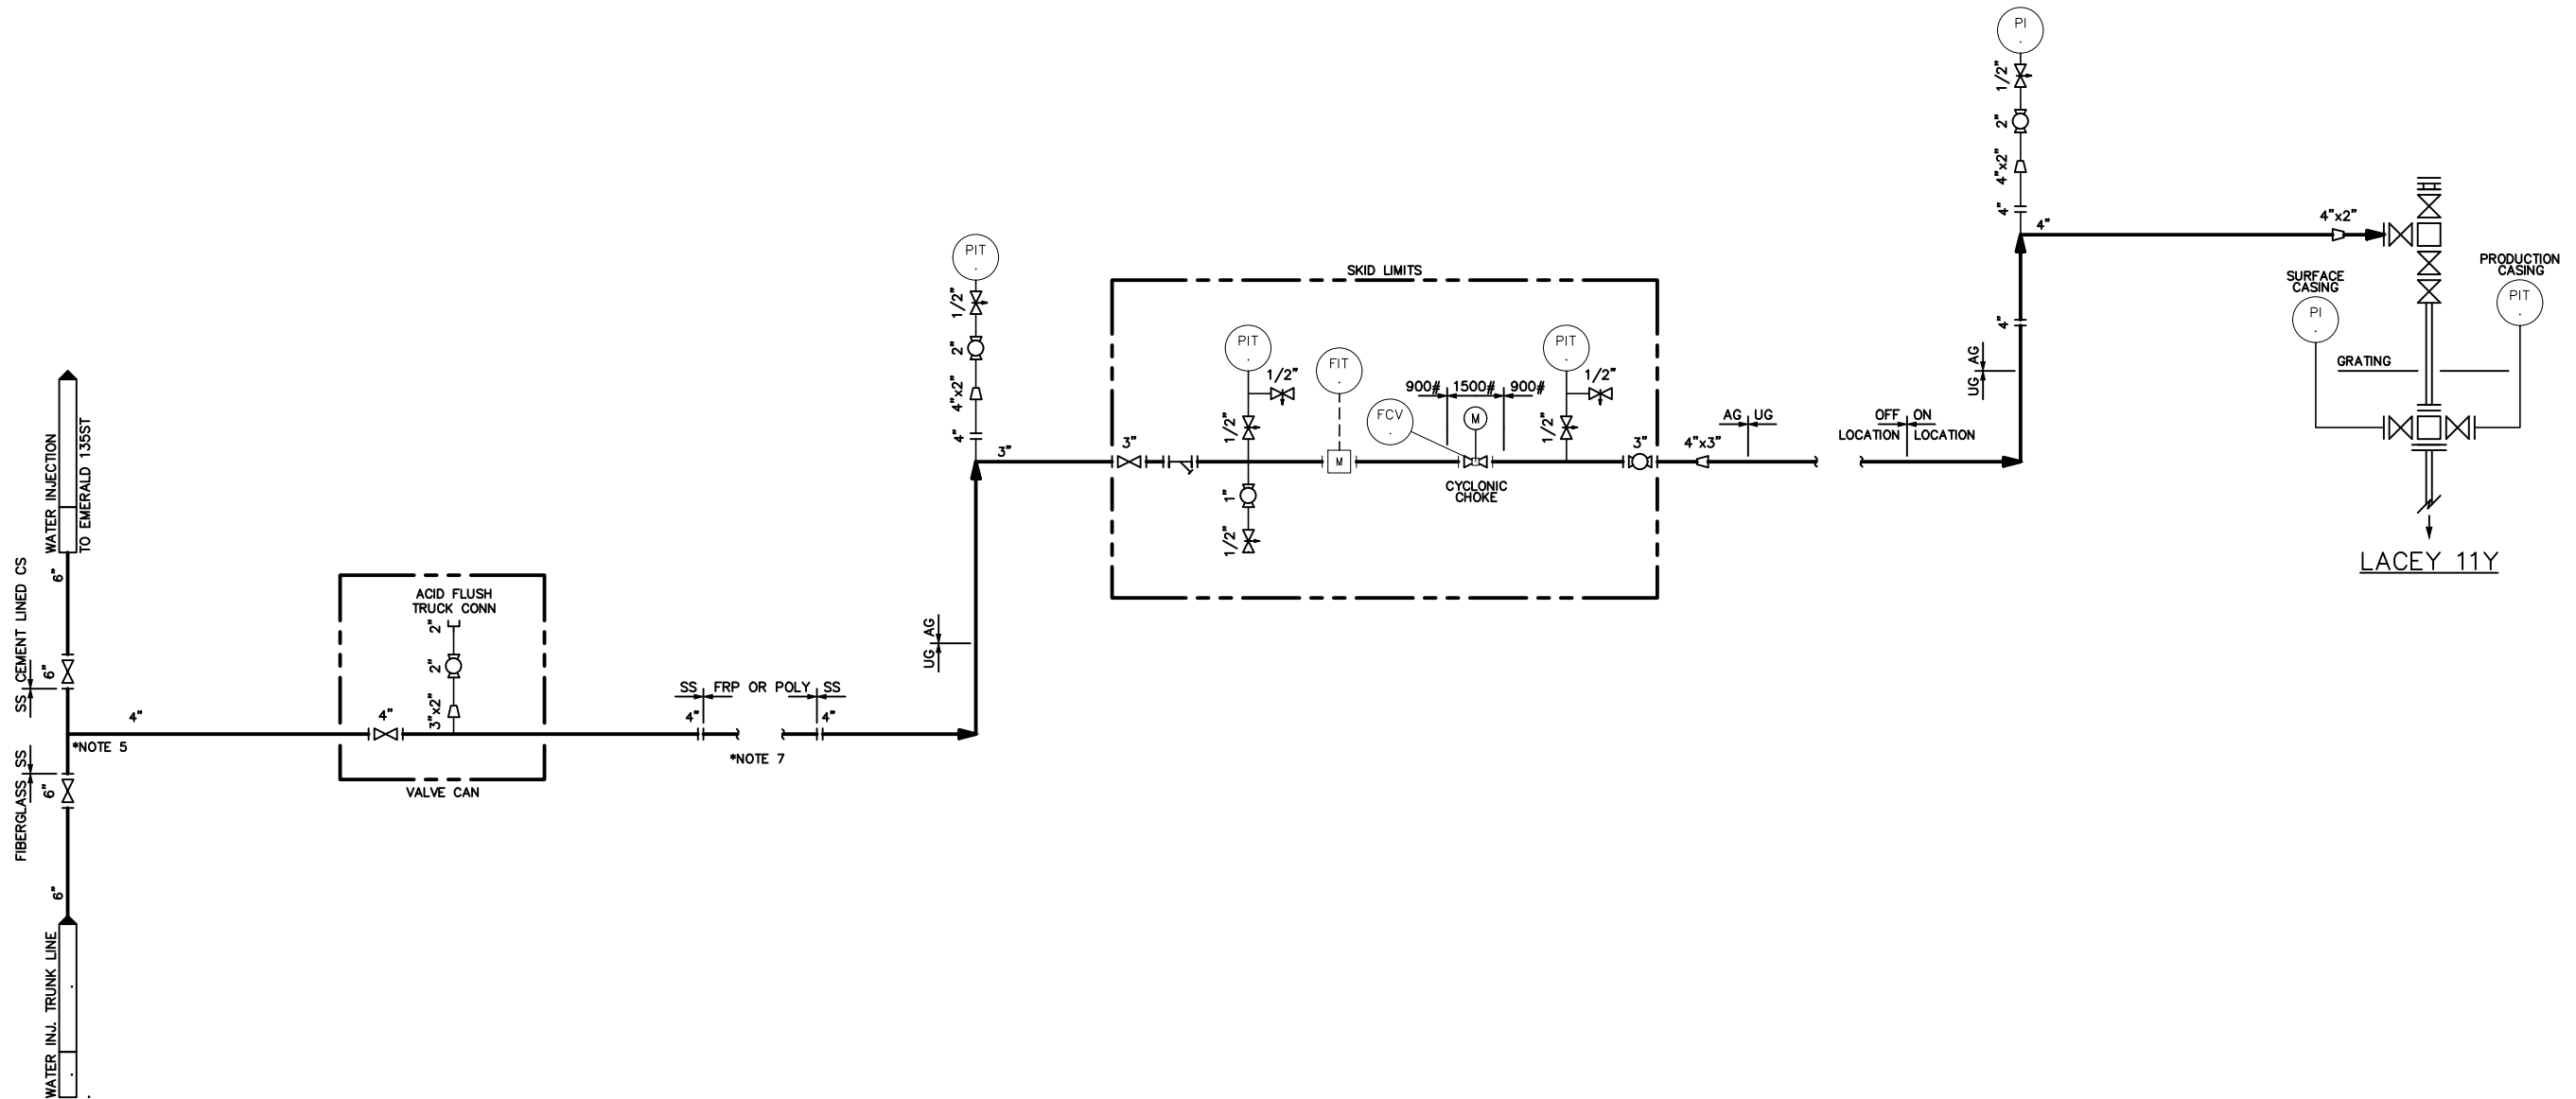 WATER INJECTION
TO EMERALD 135ST
6"
SS CEMENT LINED CS
6"
4"
*NOTE 5
FIBERGLASS SS
6"
6"
WATER INJ. TRUNK LINE
ACID FLUSH
TRUCK CONN
2"
2"
3"x2"
4"
VALVE CAN
SS FRP OR POLY SS
4"
4"
*NOTE 7
UG AG
PIT
1/2"
2"
4"x2"
4"
3"
SKID LIMITS
3"
PIT
1/2"
1/2"
1"
1/2"
FIT
M
FCV
900# 1500# 900#
M
CYCLONIC
CHOKE
PIT
1/2"
1/2"
3"
4"x3"
AG UG
OFF ON
LOCATION LOCATION
UG AG
4"
PI
1/2"
2"
4"x2"
4"
4"
4"x2"
SURFACE
CASING
PI
PRODUCTION
CASING
PIT
GRATING
LACEY 11Y